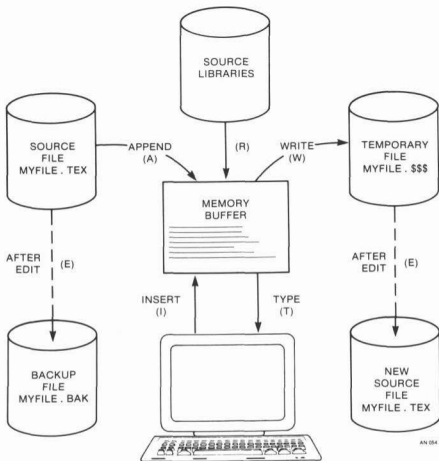 SOURCE
LIBRARIES
SOURCE
FILE
MYFILE . TEX
APPEND
(A)
(R)
WRITE
(W)
TEMPORARY
FILE
MYFILE . $$$
MEMORY
BUFFER
AFTER
EDIT
(E)
INSERT
(I)
TYPE
(T)
AFTER
EDIT
(E)
BACKUP
FILE
MYFILE . BAK
NEW
SOURCE
FILE
MYFILE . TEX
AN 054